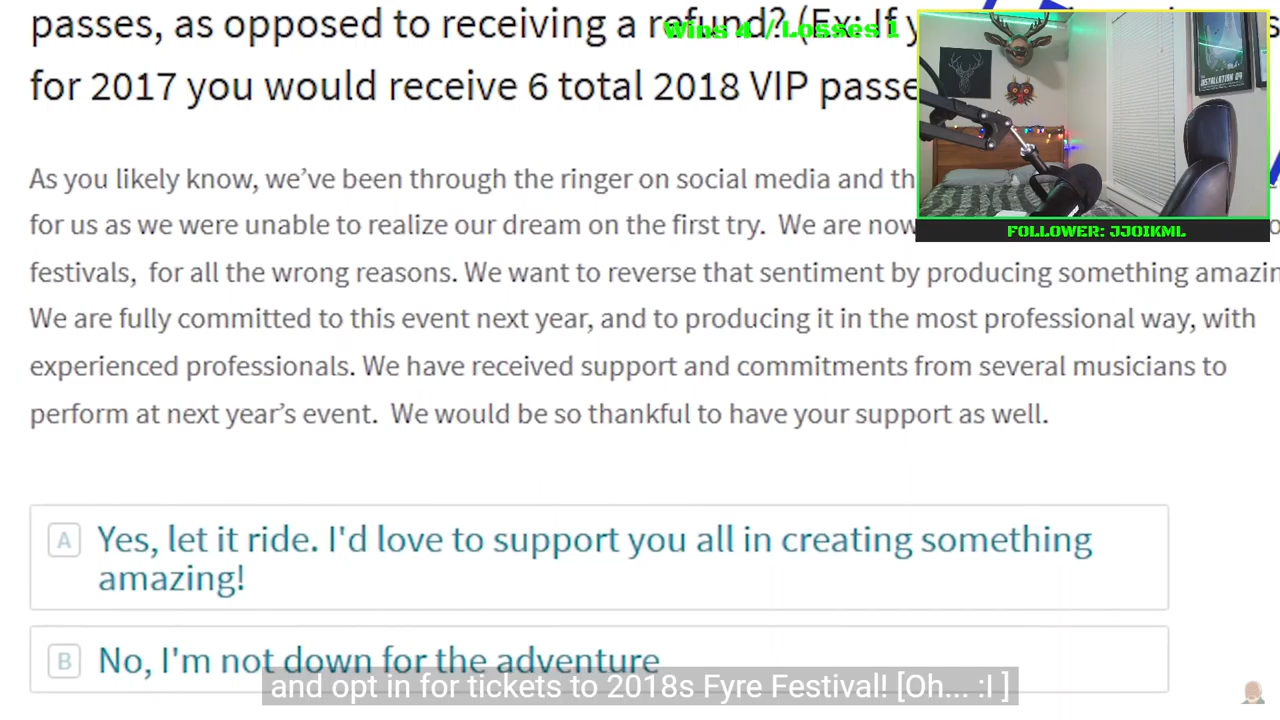 passes, as opposed to receiving a refund? (Ex: If
Wins 4 / Losses 1
for 2017 you would receive 6 total 2018 VIP
As you likely know, we've been through the ringer on social media and
for us as we were unable to realize our dream on the first try. We are now
FOLLOWER: JJOIKML
festivals, for all the wrong reasons. We want to reverse that sentiment by producing something
We are fully committed to this event next year, and to producing it in the most professional way, with
experienced professionals. We have received support and commitments from several musicians to
perform at next year's event. We would be so thankful to have your support as well.
A Yes, let it ride. I'd love to support you all in creating something
amazing!
B No, I'm not down for the adventure
and opt in for tickets to 2018s Fyre Festival! [Oh... :I ]